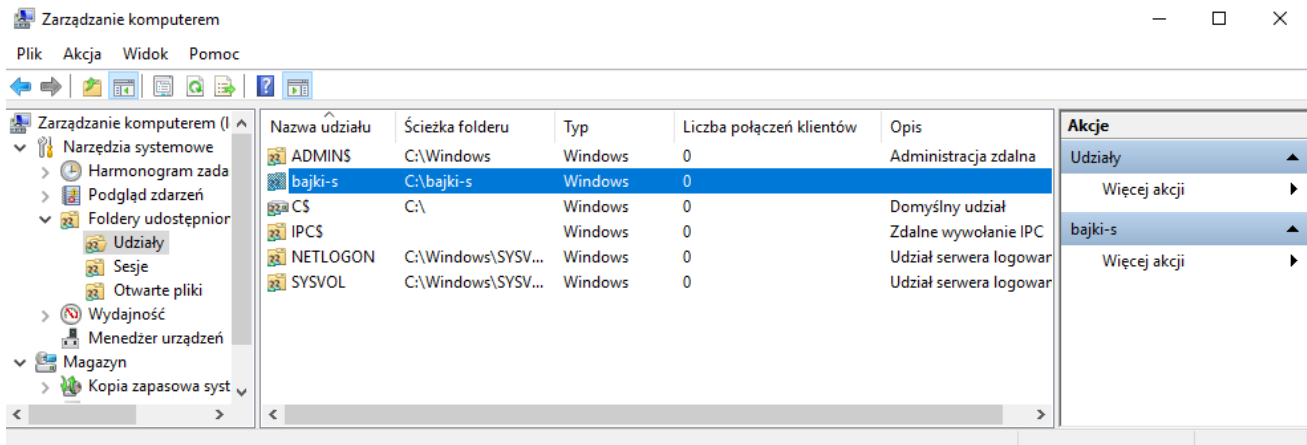 Zarządzanie komputerem
Plik Akcja Widok Pomoc
Zarządzanie komputerem (l
Narzędzia systemowe
Harmonogram zada
Podgląd zdarzeń
Foldery udostępnior
Udziały
Sesje
Otwarte pliki
Wydajność
Menedżer urządzeń
Magazyn
Kopia zapasowa syst
Nazwa udziału Ścieżka folderu Typ Liczba połączeń klientów Opis
ADMIN$ C:\Windows Windows 0 Administracja zdalna
bajki-s C:\bajki-s Windows 0
C$ C:\ Windows 0 Domyślny udział
IPC$ Windows 0 Zdalne wywołanie IPC
NETLOGON C:\Windows\SYSV... Windows 0 Udział serwera logowar
SYSVOL C:\Windows\SYSV... Windows 0 Udział serwera logowar
Akcje
Udziały
Więcej akcji
bajki-s
Więcej akcji